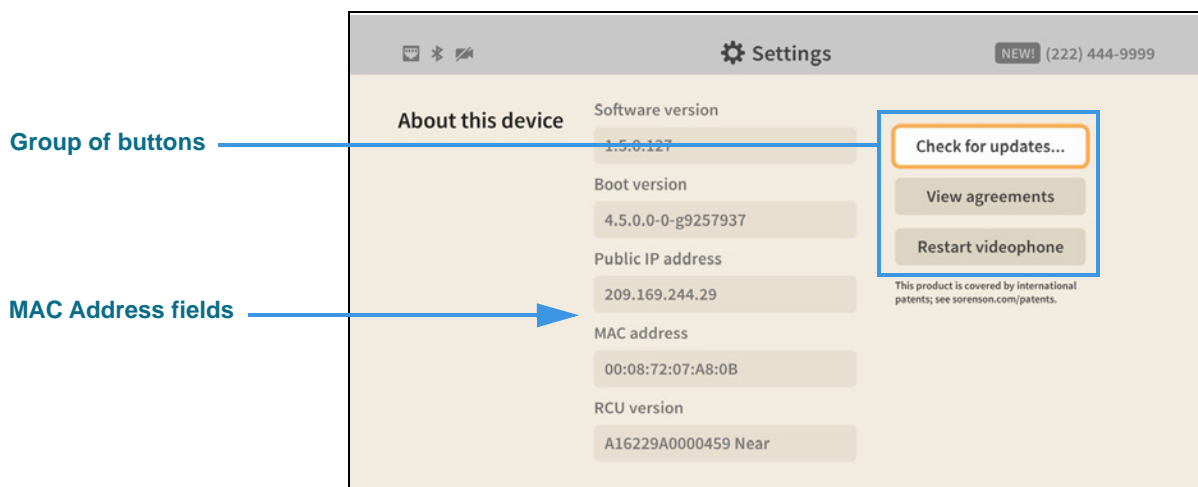 Settings
NEW! (222) 444-9999
About this device
Software version
1.5.0.127
Boot version
4.5.0.0-0-g9257937
Public IP address
209.169.244.29
MAC address
00:08:72:07:A8:0B
RCU version
A16229A0000459 Near
Check for updates...
View agreements
Restart videophone
This product is covered by international
patents; see sorenson.com/patents.
Group of buttons
MAC Address fields